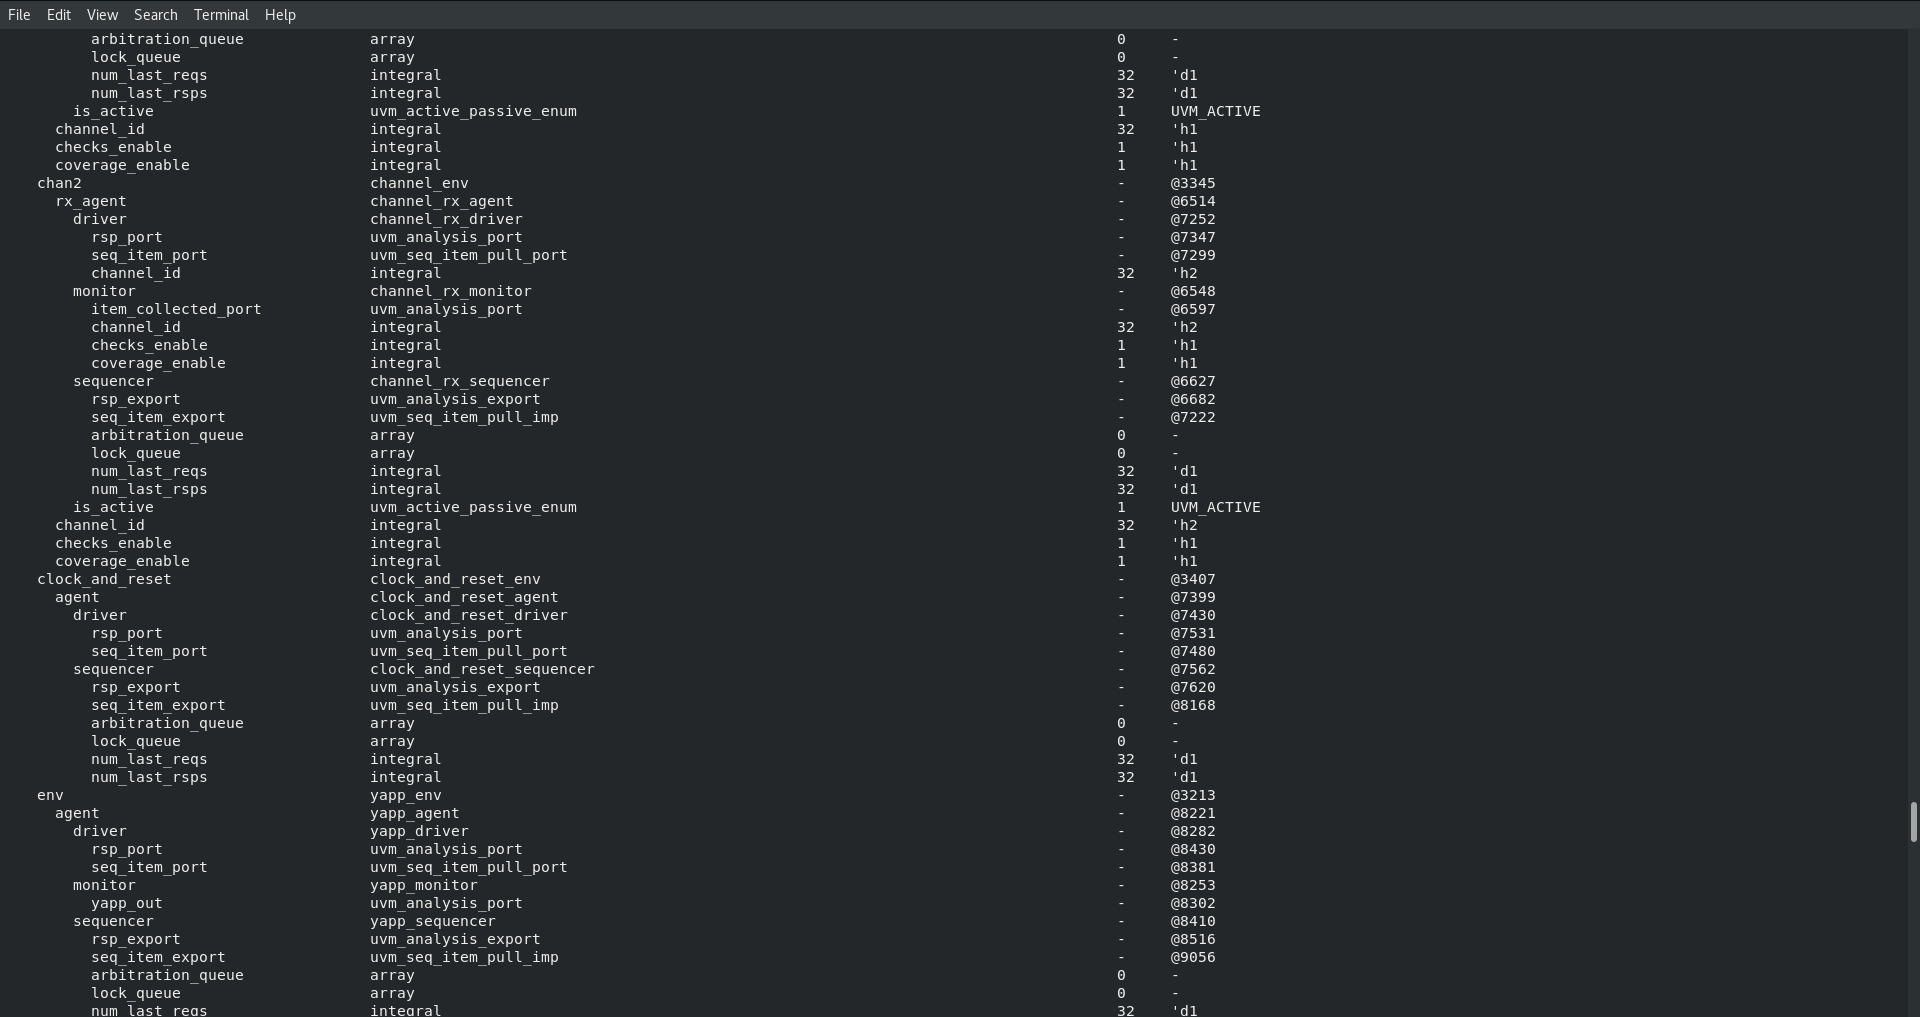 File Edit View Search Terminal Help
arbitration_queue array 0 -
lock_queue array 0 -
num_last_reqs integral 32 'd1
num_last_rsps integral 32 'd1
is_active uvm_active_passive_enum 1 UVM_ACTIVE
channel_id integral 32 'h1
checks_enable integral 1 'h1
coverage_enable integral 1 'h1
chan2 channel_env - @3345
rx_agent channel_rx_agent - @6514
driver channel_rx_driver - @7252
rsp_port uvm_analysis_port - @7347
seq_item_port uvm_seq_item_pull_port - @7299
channel_id integral 32 'h2
monitor channel_rx_monitor - @6548
item_collected_port uvm_analysis_port - @6597
channel_id integral 32 'h2
checks_enable integral 1 'h1
coverage_enable integral 1 'h1
sequencer channel_rx_sequencer - @6627
rsp_export uvm_analysis_export - @6682
seq_item_export uvm_seq_item_pull_imp - @7222
arbitration_queue array 0 -
lock_queue array 0 -
num_last_reqs integral 32 'd1
num_last_rsps integral 32 'd1
is_active uvm_active_passive_enum 1 UVM_ACTIVE
channel_id integral 32 'h2
checks_enable integral 1 'h1
coverage_enable integral 1 'h1
clock_and_reset clock_and_reset_env - @3407
agent clock_and_reset_agent - @7399
driver clock_and_reset_driver - @7430
rsp_port uvm_analysis_port - @7531
seq_item_port uvm_seq_item_pull_port - @7480
sequencer clock_and_reset_sequencer - @7562
rsp_export uvm_analysis_export - @7620
seq_item_export uvm_seq_item_pull_imp - @8168
arbitration_queue array 0 -
lock_queue array 0 -
num_last_reqs integral 32 'd1
num_last_rsps integral 32 'd1
env yapp_env - @3213
agent yapp_agent - @8221
driver yapp_driver - @8282
rsp_port uvm_analysis_port - @8430
seq_item_port uvm_seq_item_pull_port - @8381
monitor yapp_monitor - @8253
yapp_out uvm_analysis_port - @8302
sequencer yapp_sequencer - @8410
rsp_export uvm_analysis_export - @8516
seq_item_export uvm_seq_item_pull_imp - @9056
arbitration_queue array 0 -
lock_queue array 0 -
num_last_reqs integral 32 'd1